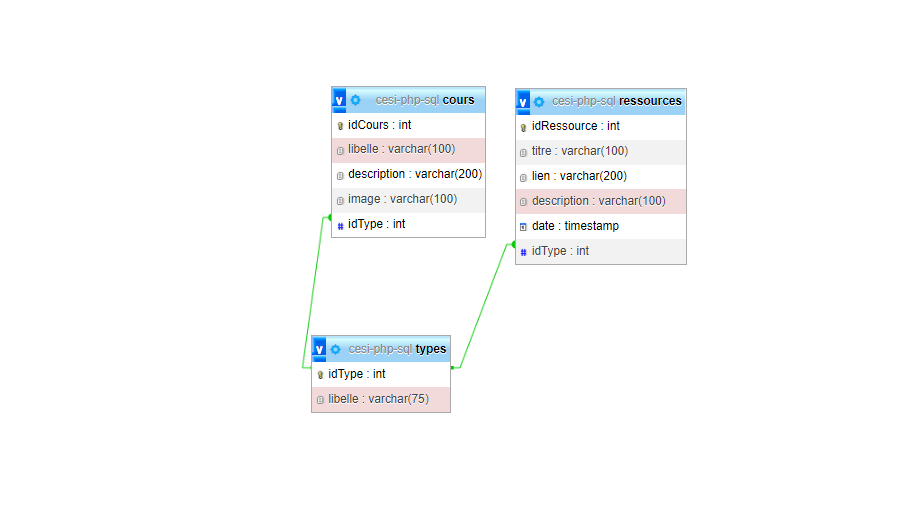 v cesi-php-sql cours
idCours : int
libelle : varchar(100)
description : varchar(200)
image : varchar(100)
# idType : int
v cesi-php-sql ressources
idRessource : int
titre : varchar(100)
lien : varchar(200)
description : varchar(100)
date : timestamp
# idType : int
v cesi-php-sql types
idType : int
libelle : varchar(75)